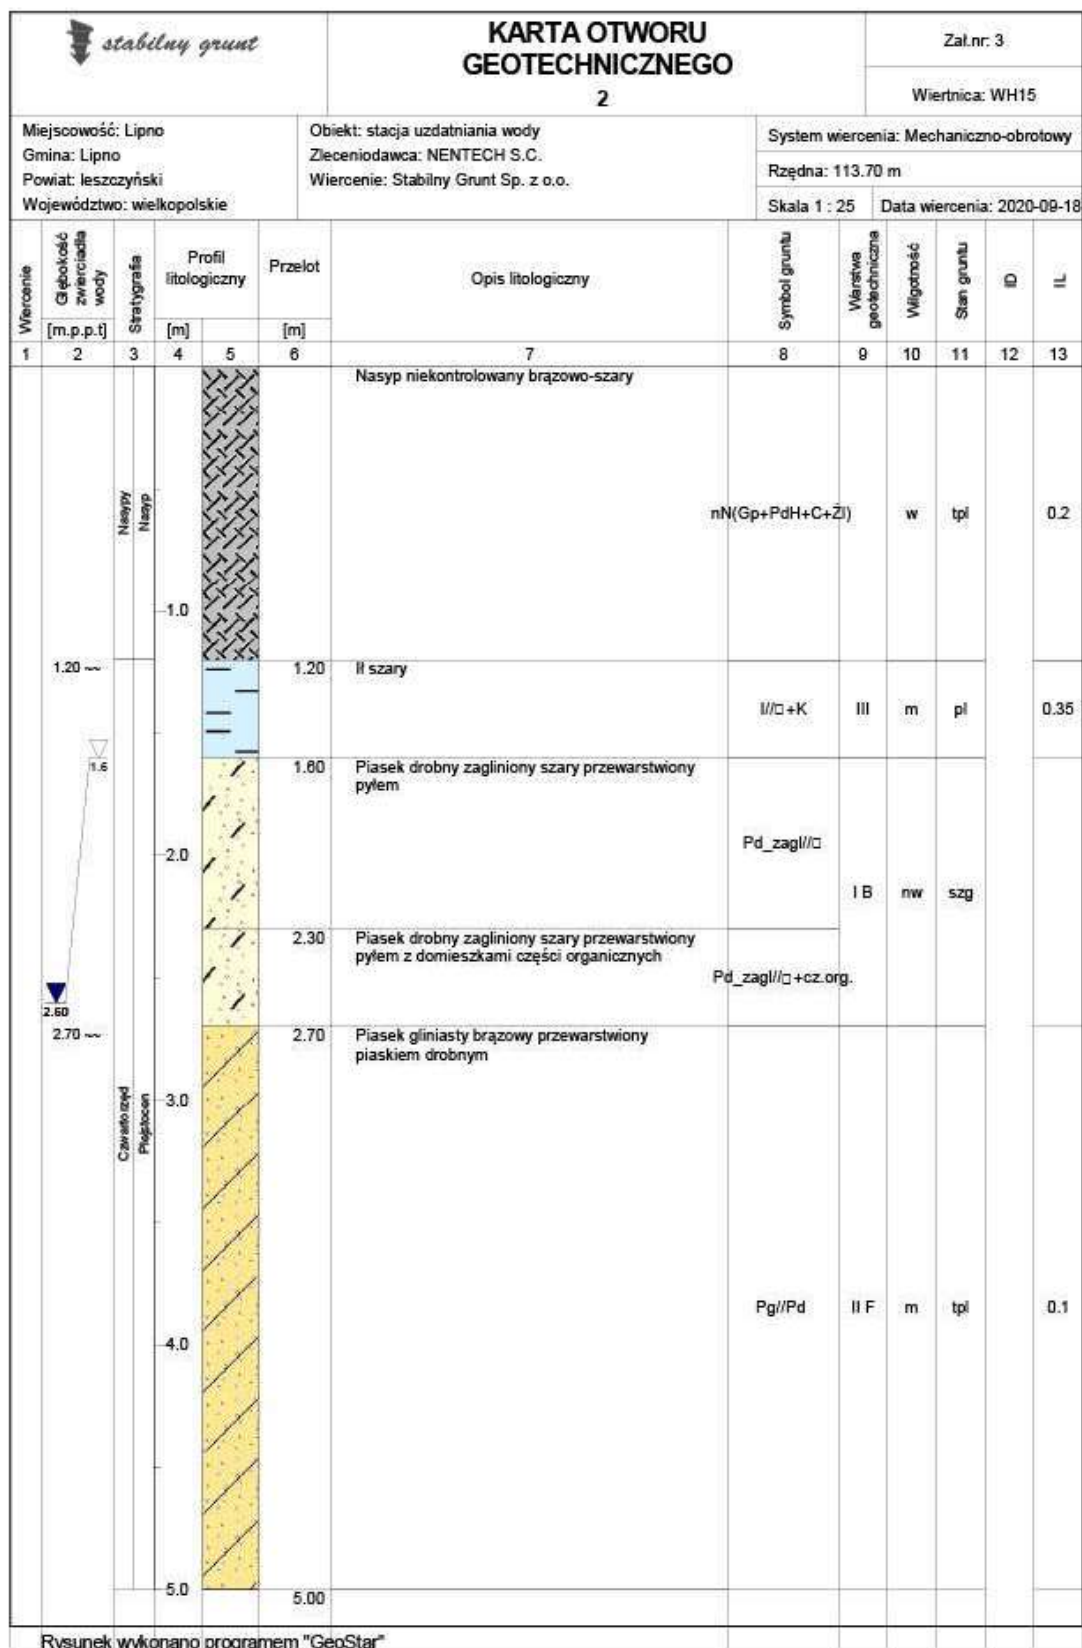 stabilny grunt
KARTA OTWORU
GEOTECHNICZNEGO
2
Zał.nr: 3
Wiertnica: WH15
Miejscowość: Lipno
Gmina: Lipno
Powiat: leszczyński
Województwo: wielkopolskie
Obiekt: stacja uzdatniania wody
Zleceniodawca: NENTECH S.C.
Wiercenie: Stabilny Grunt Sp. z o.o.
System wiercenia: Mechaniczno-obrotowy
Rzędna: 113.70 m
Skala 1 : 25 Data wiercenia: 2020-09-18
Wiercenie
Głębokość
zwierciadła
wody
[m.p.p.t]
Stratygrafia
Profil
litologiczny
[m]
Przelot
[m]
Opis litologiczny
Symbol gruntu
Warstwa
geotechniczna
Wilgotność
Stan gruntu
ID
IL
1 2 3 4 5 6 7 8 9 10 11 12 13
Nasyp niekontrolowany brązowo-szary
Nasypy
Nasyp
nN(Gp+PdH+C+Żl) w tpl 0.2
1.0
1.20 ~~ 1.20 Ił szary
I//□+K III m pl 0.35
1.6
1.60 Piasek drobny zagliniony szary przewarstwiony
pyłem
Pd_zagl//□
2.0
I B nw szg
2.30 Piasek drobny zagliniony szary przewarstwiony
pyłem z domieszkami części organicznych
Pd_zagl//□+cz.org.
2.60
2.70 ~~ 2.70 Piasek gliniasty brązowy przewarstwiony
piaskiem drobnym
Czwartorzęd
Plejstocen
3.0
Pg//Pd II F m tpl 0.1
4.0
5.0
5.00
Rysunek wykonano programem "GeoStar"